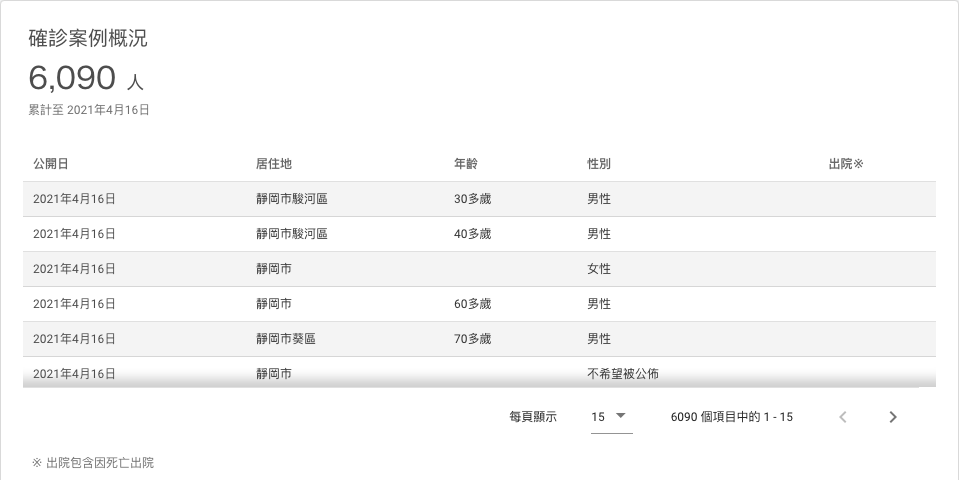 確診案例概況
6,090 人
累計至 2021年4月16日
公開日 居住地 年齡 性別 出院※
2021年4月16日 靜岡市駿河區 30多歲 男性
2021年4月16日 靜岡市駿河區 40多歲 男性
2021年4月16日 靜岡市 女性
2021年4月16日 靜岡市 60多歲 男性
2021年4月16日 靜岡市葵區 70多歲 男性
2021年4月16日 靜岡市 不希望被公佈
每頁顯示 15 6090 個項目中的 1 - 15
※ 出院包含因死亡出院